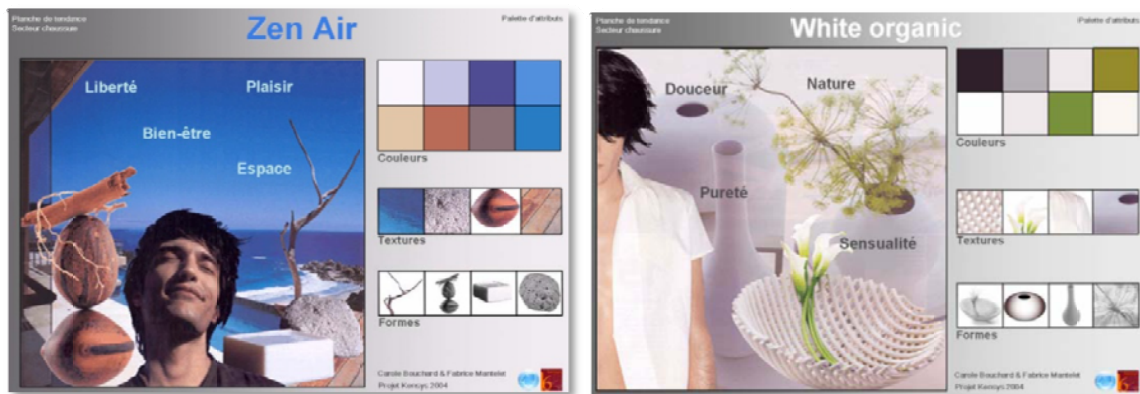 Planche de tendance
Secteur chaussure
Zen Air
Palette d'attributs
Liberté
Plaisir
Bien-être
Espace
Couleurs
Textures
Formes
Carole Bouchard & Fabrice Mantelet
Projet Kensys 2004
Planche de tendance
Secteur chaussure
White organic
Palette d'attributs
Douceur
Nature
Pureté
Sensualité
Couleurs
Textures
Formes
Carole Bouchard & Fabrice Mantelet
Projet Kensys 2004